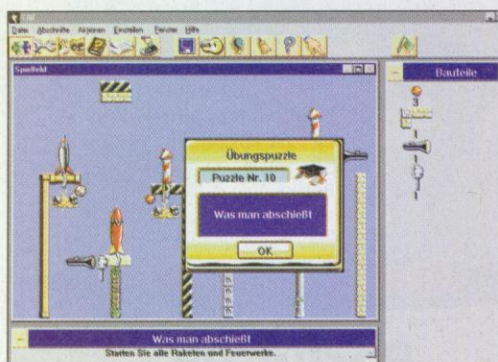 Datei Abschnitte Aktionen Einstellen Fenster Hilfe
Spielfeld
Bauteile
3
Übungspuzzle
Puzzle Nr. 10
Was man abschießt
OK
Was man abschießt
Starten Sie alle Raketen und Feuerwerke.